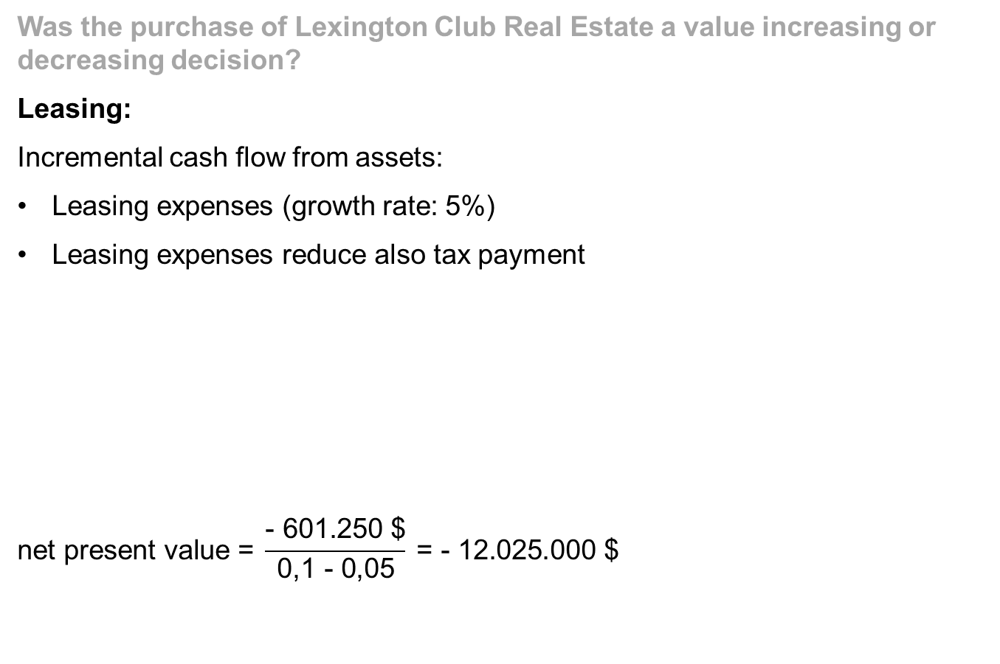 Was the purchase of Lexington Club Real Estate a value increasing or
decreasing decision?
Leasing:
Incremental cash flow from assets:
• Leasing expenses (growth rate: 5%)
• Leasing expenses reduce also tax payment
- 601.250 $
net present value = = - 12.025.000 $
0,1 - 0,05